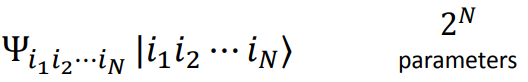 Ψ_{i_1 i_2 ⋯ i_N} |i_1 i_2 ⋯ i_N⟩
2^N
parameters